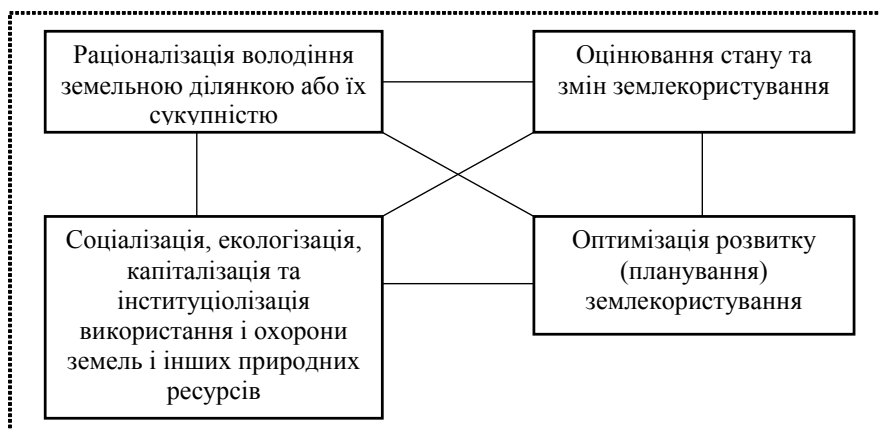 Раціоналізація володіння
земельною ділянкою або їх
сукупністю
Оцінювання стану та
змін землекористування
Соціалізація, екологізація,
капіталізація та
інституціолізація
використання і охорони
земель і інших природних
ресурсів
Оптимізація розвитку
(планування)
землекористування